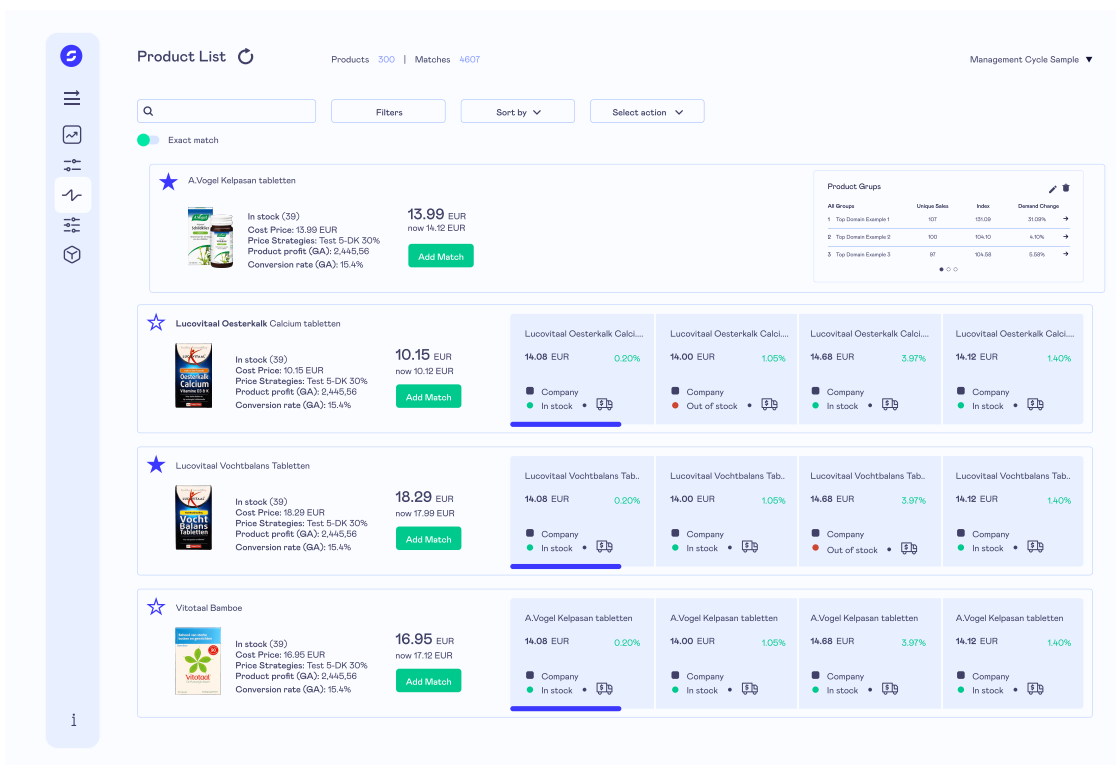 Product List
Products 300 | Matches 4607
Management Cycle Sample
Filters
Sort by
Select action
Exact match
A.Vogel Kelpasan tabletten
In stock (39)
Cost Price: 13.99 EUR
Price Strategies: Test 5-DK 30%
Product profit (GA): 2,445,56
Conversion rate (GA): 15.4%
13.99 EUR
now 14.12 EUR
Add Match
Product Grups
All Groups Unique Sales Index Demand Change
1 Top Domain Example 1 107 131.09 31.09%
2 Top Domain Example 2 100 104.10 4.10%
3 Top Domain Example 3 97 104.58 5.58%
Lucovitaal Oesterkalk Calcium tabletten
Oesterkalk
Calcium
In stock (39)
Cost Price: 10.15 EUR
Price Strategies: Test 5-DK 30%
Product profit (GA): 2,445,56
Conversion rate (GA): 15.4%
10.15 EUR
now 10.12 EUR
Add Match
Lucovitaal Oesterkalk Calci....
14.08 EUR 0.20%
Company
In stock
Lucovitaal Oesterkalk Calci....
14.00 EUR 1.05%
Company
Out of stock
Lucovitaal Oesterkalk Calci....
14.68 EUR 3.97%
Company
In stock
Lucovitaal Oesterkalk Calci....
14.12 EUR 1.40%
Company
In stock
Lucovitaal Vochtbalans Tabletten
Vocht
Balans
Tabletten
In stock (39)
Cost Price: 18.29 EUR
Price Strategies: Test 5-DK 30%
Product profit (GA): 2,445,56
Conversion rate (GA): 15.4%
18.29 EUR
now 17.99 EUR
Add Match
Lucovitaal Vochtbalans Tab..
14.08 EUR 0.20%
Company
In stock
Lucovitaal Vochtbalans Tab..
14.00 EUR 1.05%
Company
In stock
Lucovitaal Vochtbalans Tab..
14.68 EUR 3.97%
Company
Out of stock
Lucovitaal Vochtbalans Tab..
14.12 EUR 1.40%
Company
In stock
Vitotaal Bamboe
Vitotaal
In stock (39)
Cost Price: 16.95 EUR
Price Strategies: Test 5-DK 30%
Product profit (GA): 2,445,56
Conversion rate (GA): 15.4%
16.95 EUR
now 17.12 EUR
Add Match
A.Vogel Kelpasan tabletten
14.08 EUR 0.20%
Company
In stock
A.Vogel Kelpasan tabletten
14.00 EUR 1.05%
Company
In stock
A.Vogel Kelpasan tabletten
14.68 EUR 3.97%
Company
In stock
A.Vogel Kelpasan tabletten
14.12 EUR 1.40%
Company
In stock